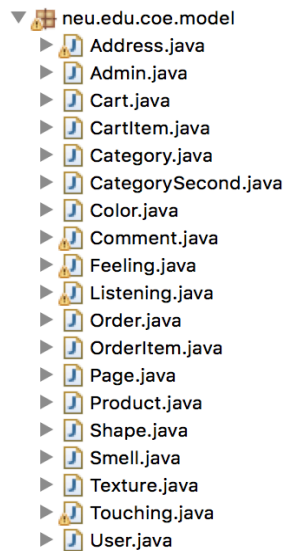 neu.edu.coe.model
Address.java
Admin.java
Cart.java
CartItem.java
Category.java
CategorySecond.java
Color.java
Comment.java
Feeling.java
Listening.java
Order.java
OrderItem.java
Page.java
Product.java
Shape.java
Smell.java
Texture.java
Touching.java
User.java